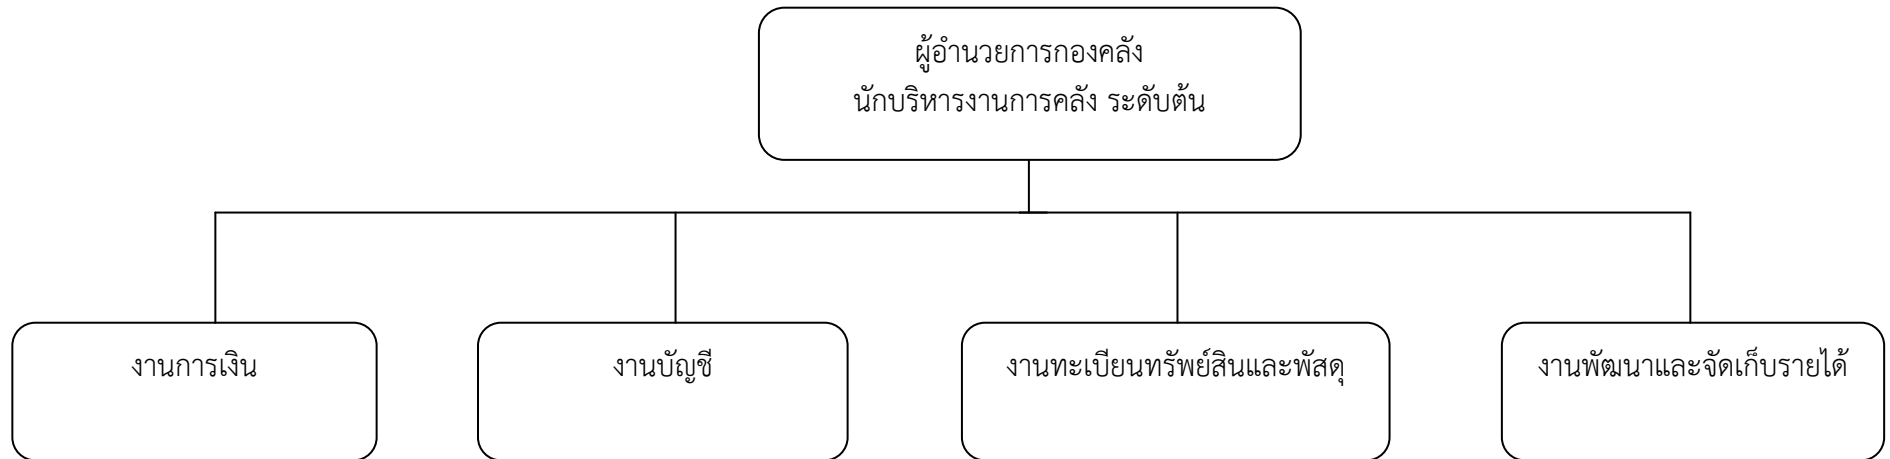 ผู้อำนวยการกองคลัง
นักบริหารงานการคลัง ระดับต้น
งานการเงิน
งานบัญชี
งานทะเบียนทรัพย์สินและพัสดุ
งานพัฒนาและจัดเก็บรายได้